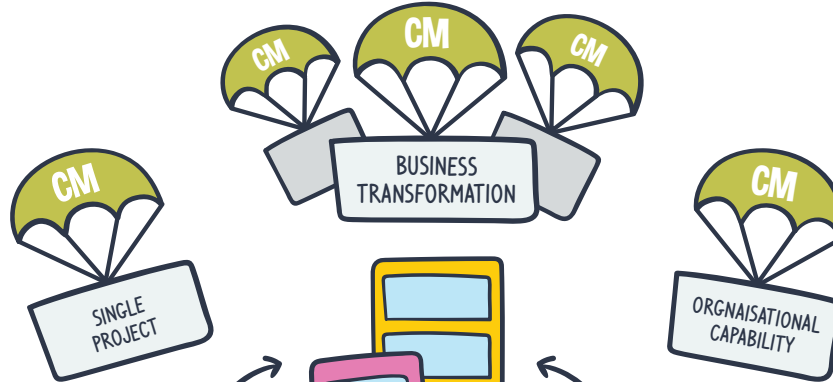 CM
CM
CM
BUSINESS
TRANSFORMATION
CM
SINGLE
PROJECT
CM
ORGNAISATIONAL
CAPABILITY